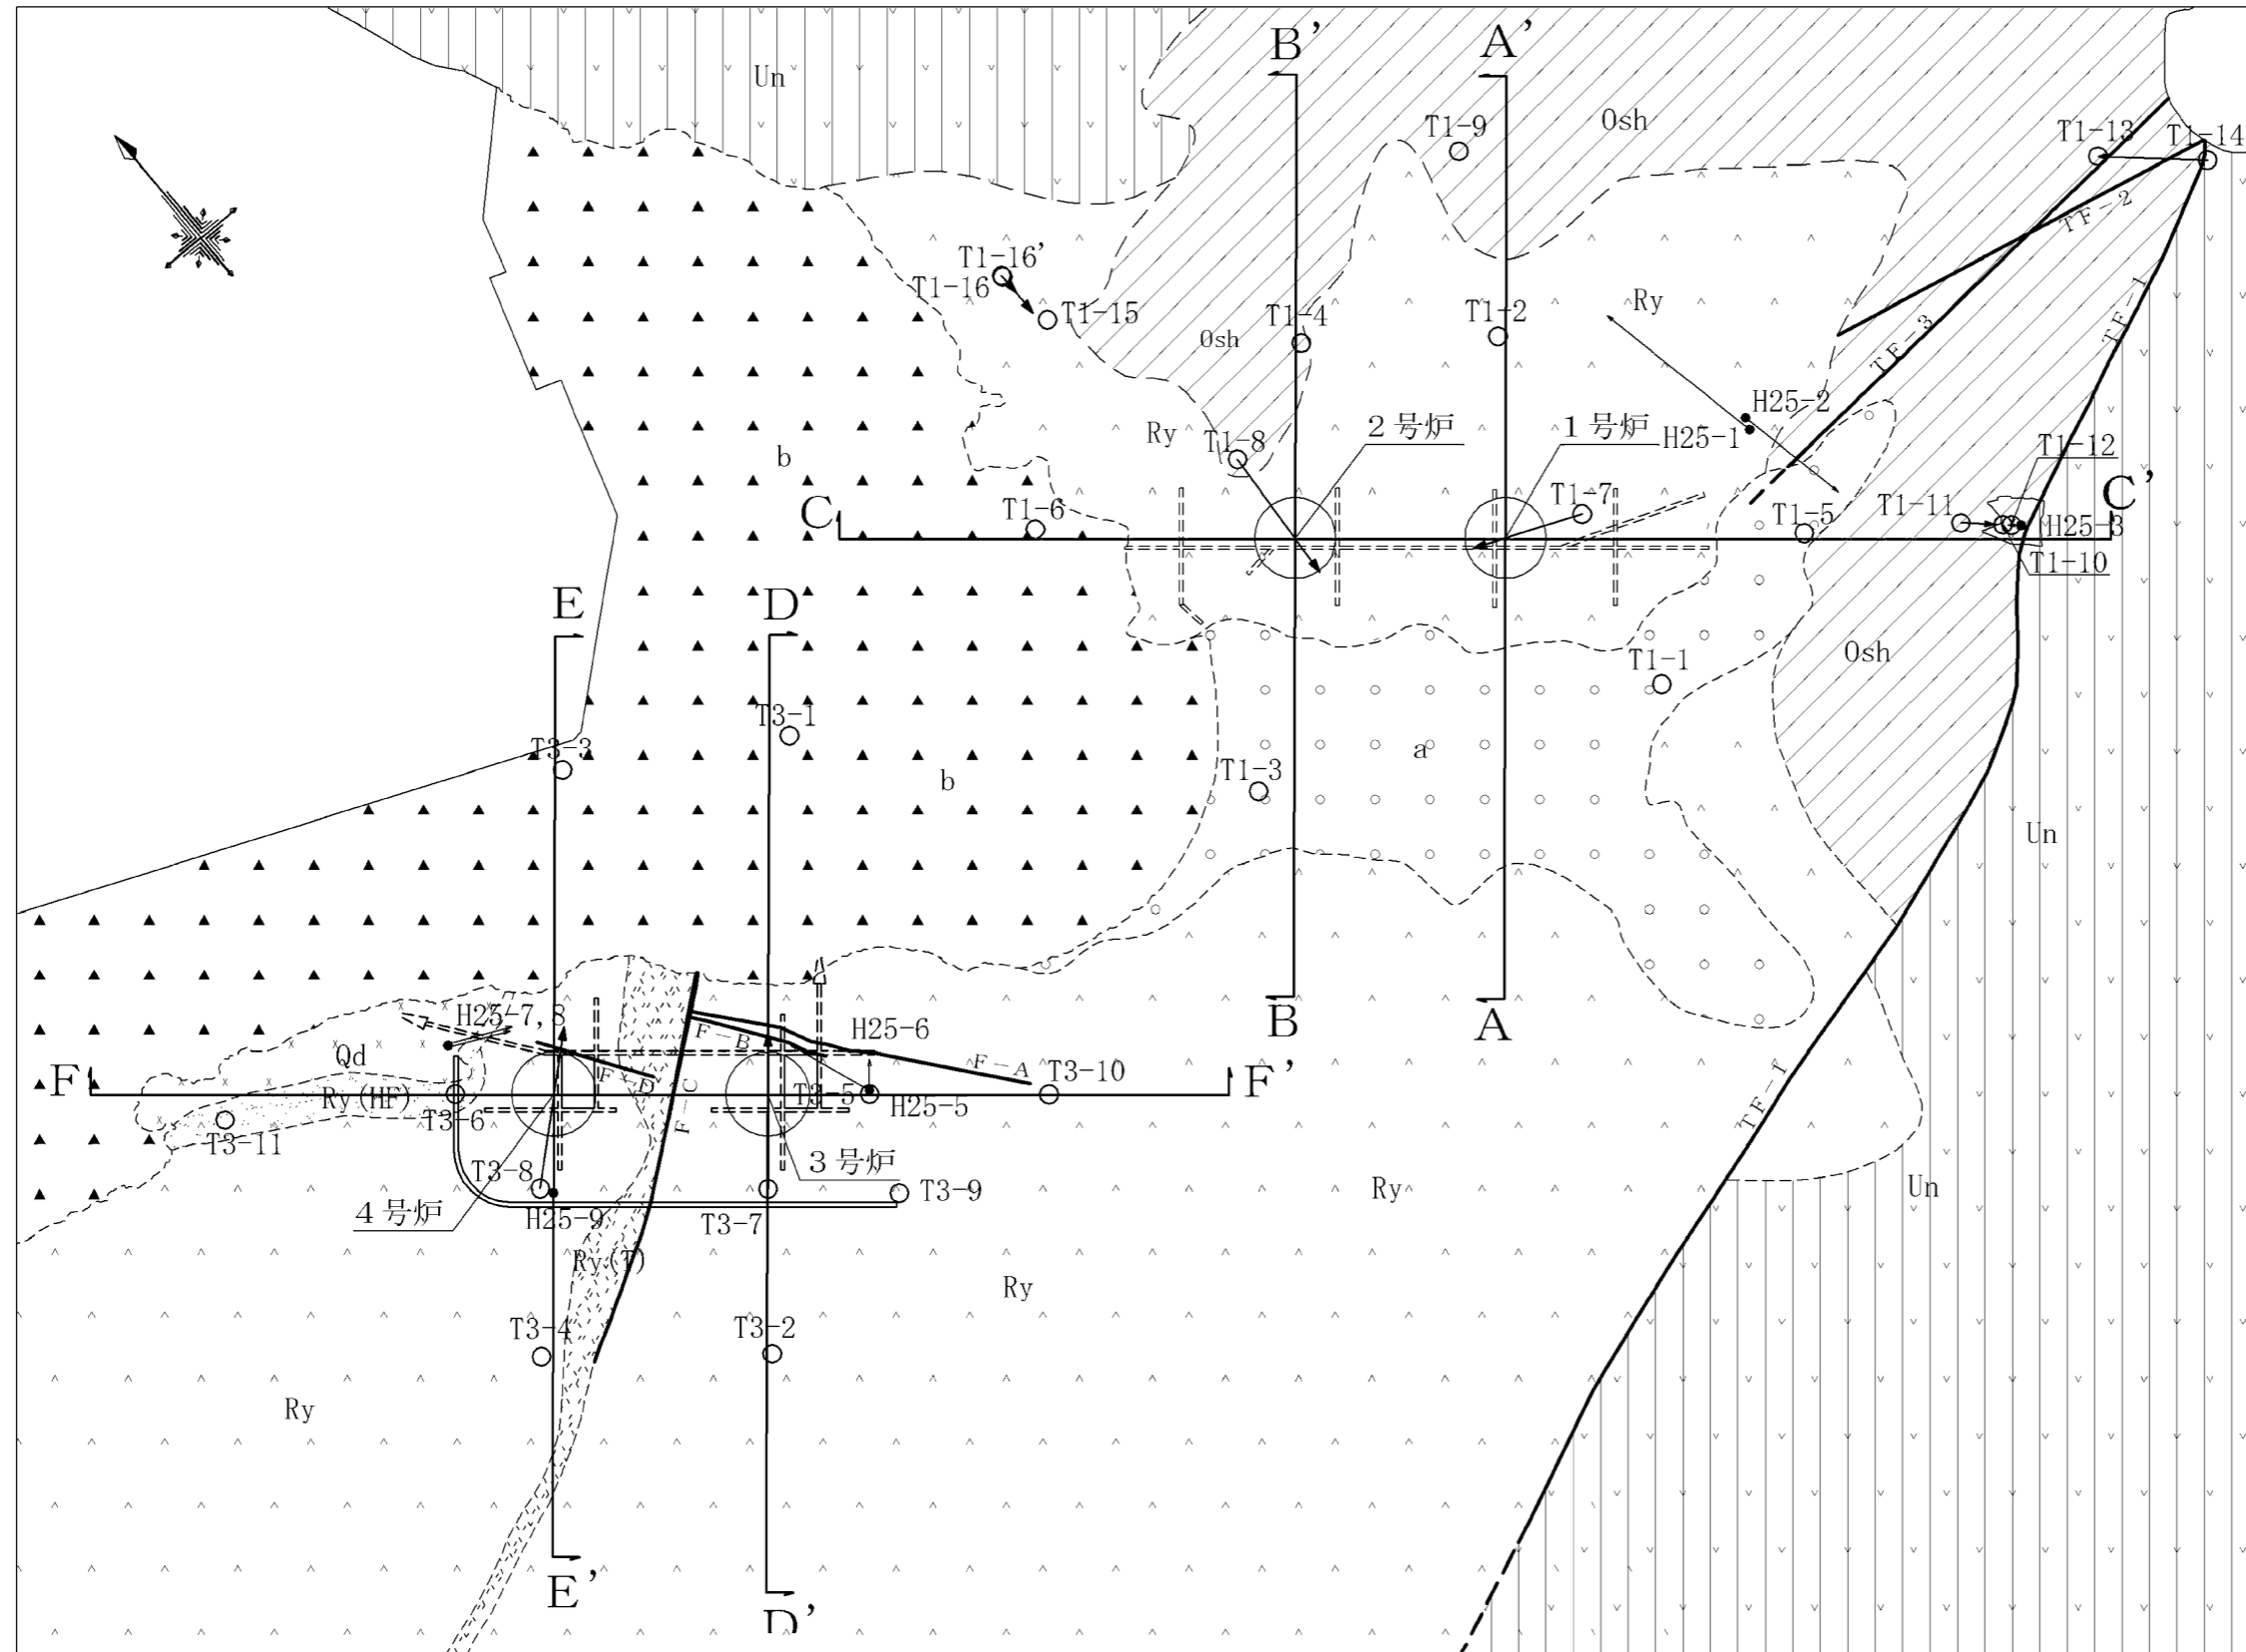 Un
B’
A’
Osh
T1-9
T1-13
T1-14
TF-2
T1-16’
T1-16
T1-15
Osh
T1-4
T1-2
Ry
TF-3
TF-1
H25-2
H25-1
Ry
T1-8
2号炉
1号炉
T1-12
b
C
T1-6
T1-7
T1-5
T1-11
H25-3
C’
T1-10
E
D
T1-1
Osh
T3-1
T3-3
b
T1-3
a
Un
B
A
H25-7,8
H25-6
F-B
Qd
F
Ry(HF)
F-D
F-C
F-A
T3-10
F’
T3-6
T3-5
H25-5
T3-11
TF-1
T3-8
3号炉
T3-9
Ry
Un
4号炉
H25-9
T3-7
Ry(T)
Ry
T3-4
T3-2
Ry
E’
D’